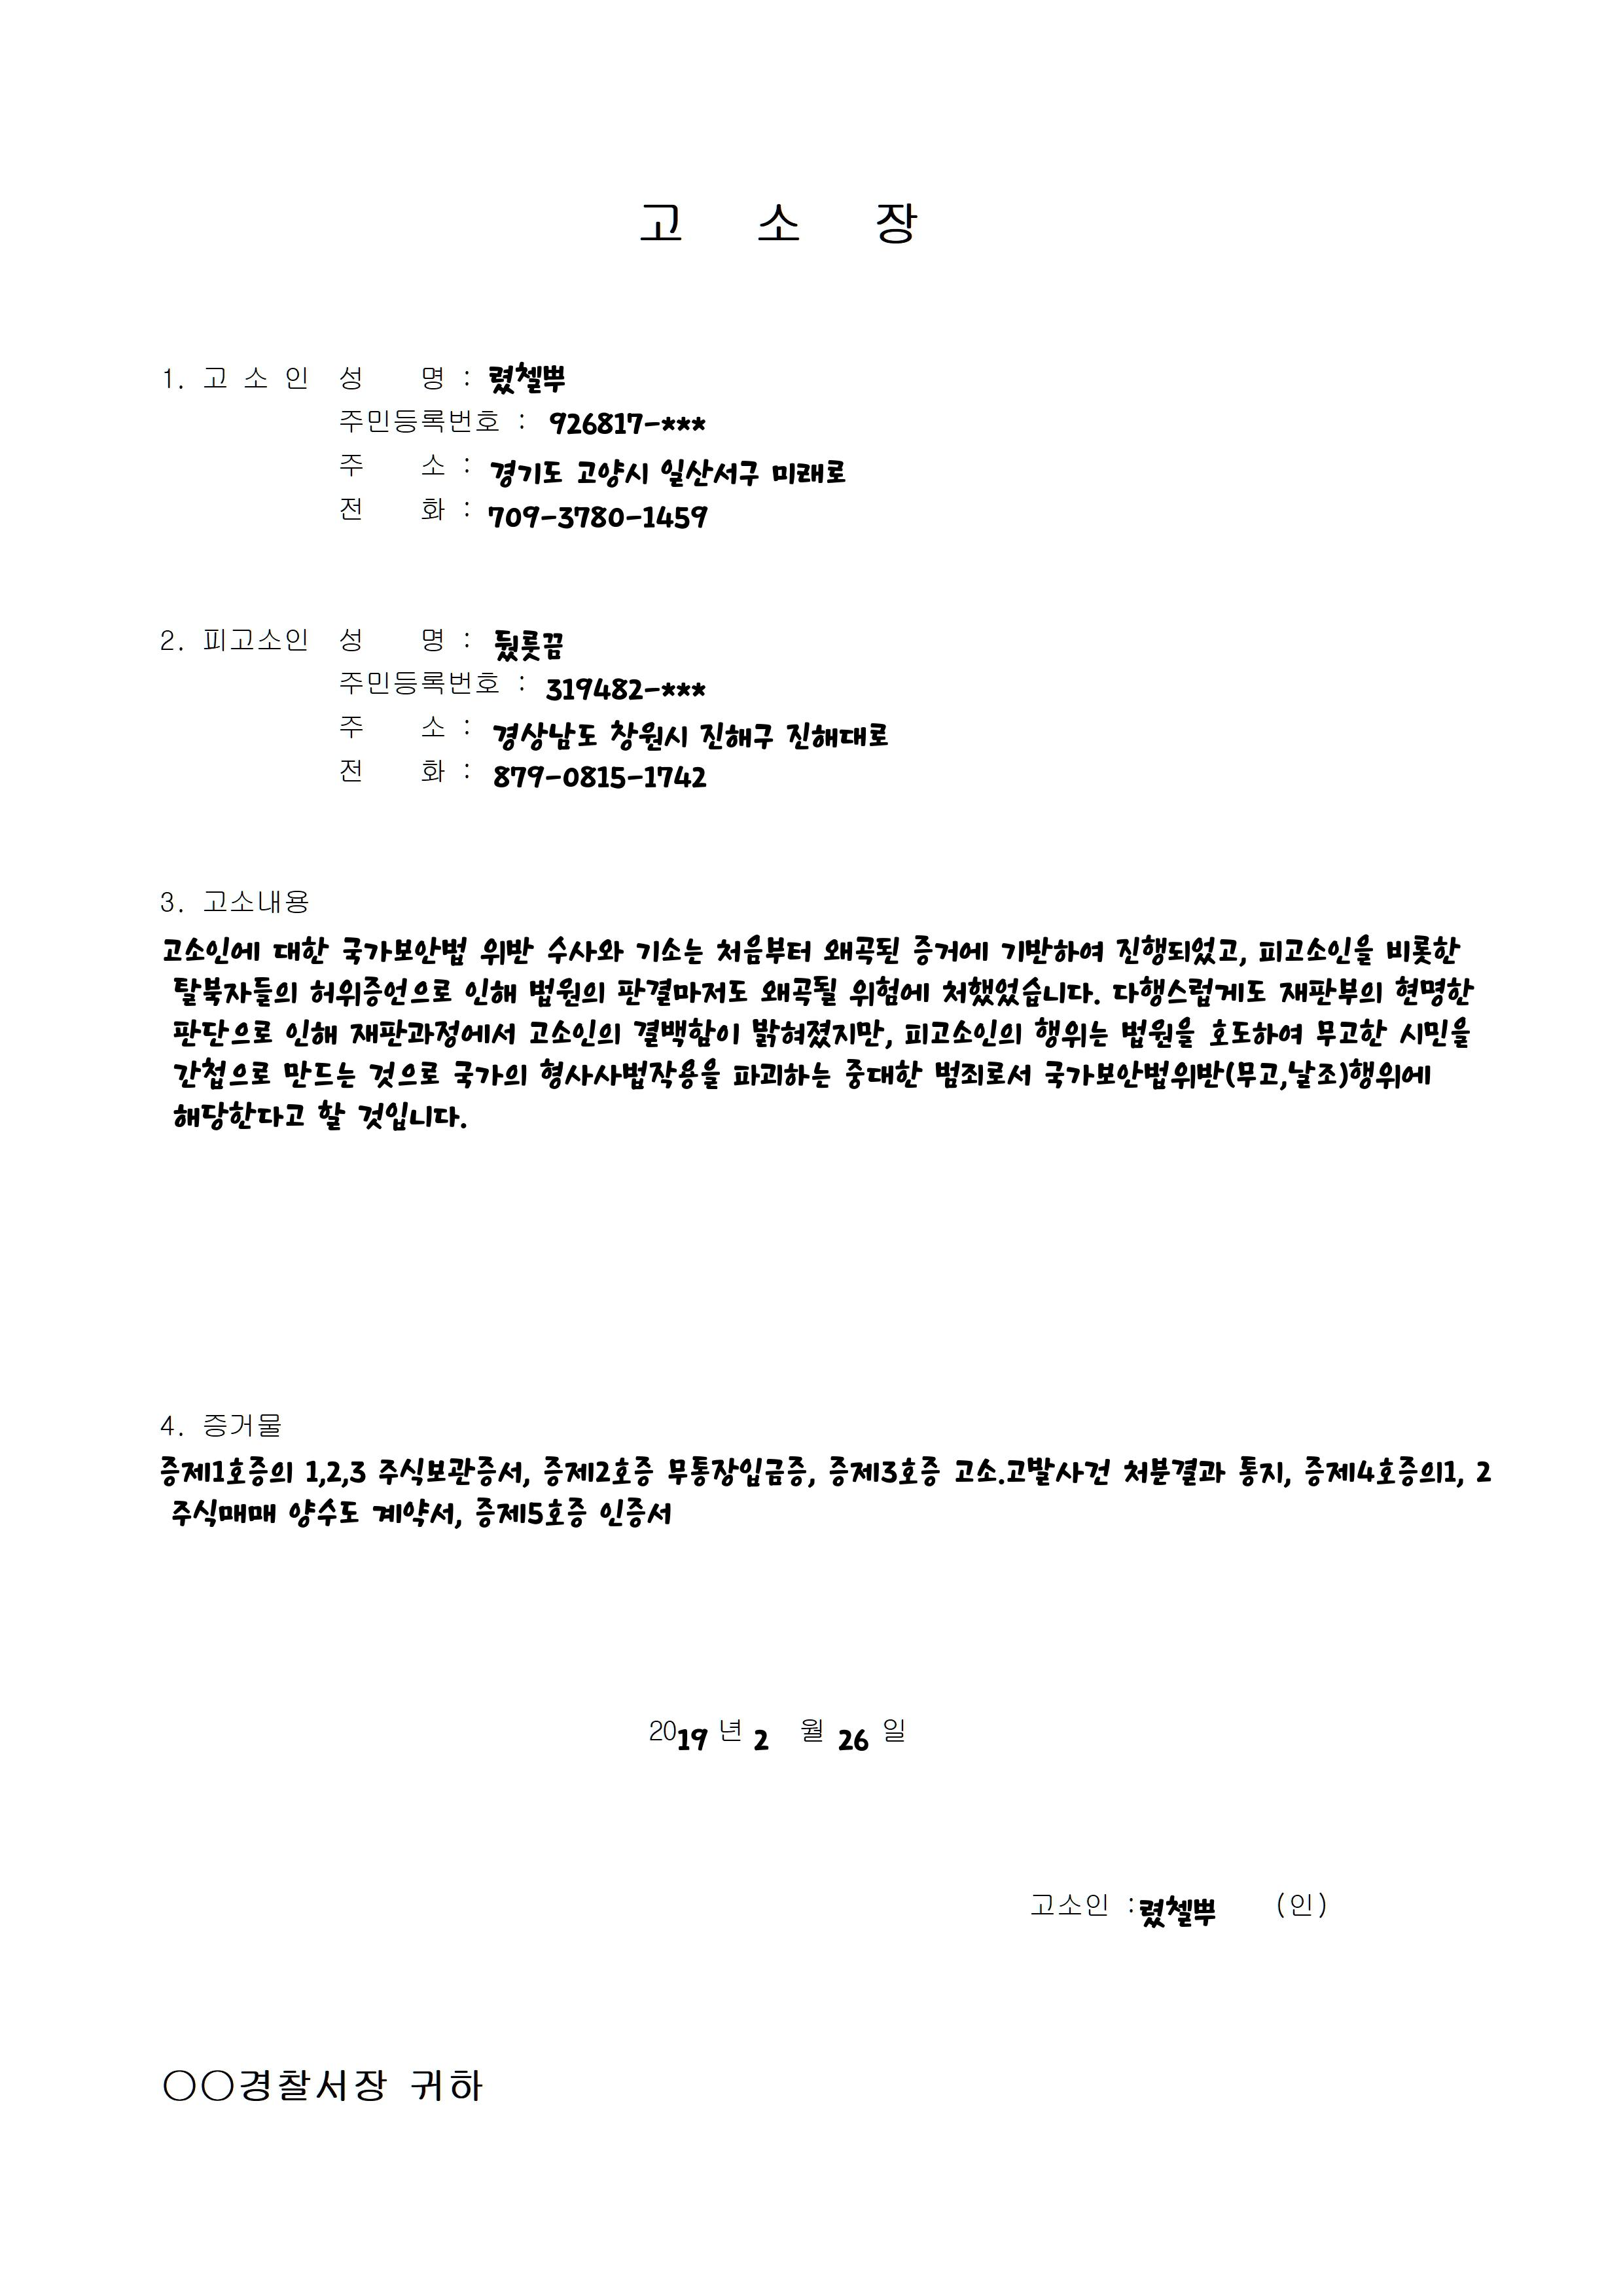 고 소 장
1. 고 소 인 성 명 : 렸첼뿌
주민등록번호 : 926817-***
주 소 : 경기도 고양시 일산서구 미래로
전 화 : 709-3780-1459
2. 피고소인 성 명 : 뒸룻끔
주민등록번호 : 319482-***
주 소 : 경상남도 창원시 진해구 진해대로
전 화 : 879-0815-1742
3. 고소내용
고소인에 대한 국가보안법 위반 수사와 기소는 처음부터 왜곡된 증거에 기반하여 진행되었고, 피고소인을 비롯한
탈북자들의 허위증언으로 인해 법원의 판결마저도 왜곡될 위험에 처했었습니다. 다행스럽게도 재판부의 현명한
판단으로 인해 재판과정에서 고소인의 결백함이 밝혀졌지만, 피고소인의 행위는 법원을 호도하여 무고한 시민을
간첩으로 만드는 것으로 국가의 형사사법작용을 파괴하는 중대한 범죄로서 국가보안법위반(무고,날조)행위에
해당한다고 할 것입니다.
4. 증거물
증제1호증의 1,2,3 주식보관증서, 증제2호증 무통장입금증, 증제3호증 고소.고발사건 처분결과 통지, 증제4호증의1, 2
주식매매 양수도 계약서, 증제5호증 인증서
2019 년 2 월 26 일
고소인 :렸첼뿌 (인)
○○경찰서장 귀하